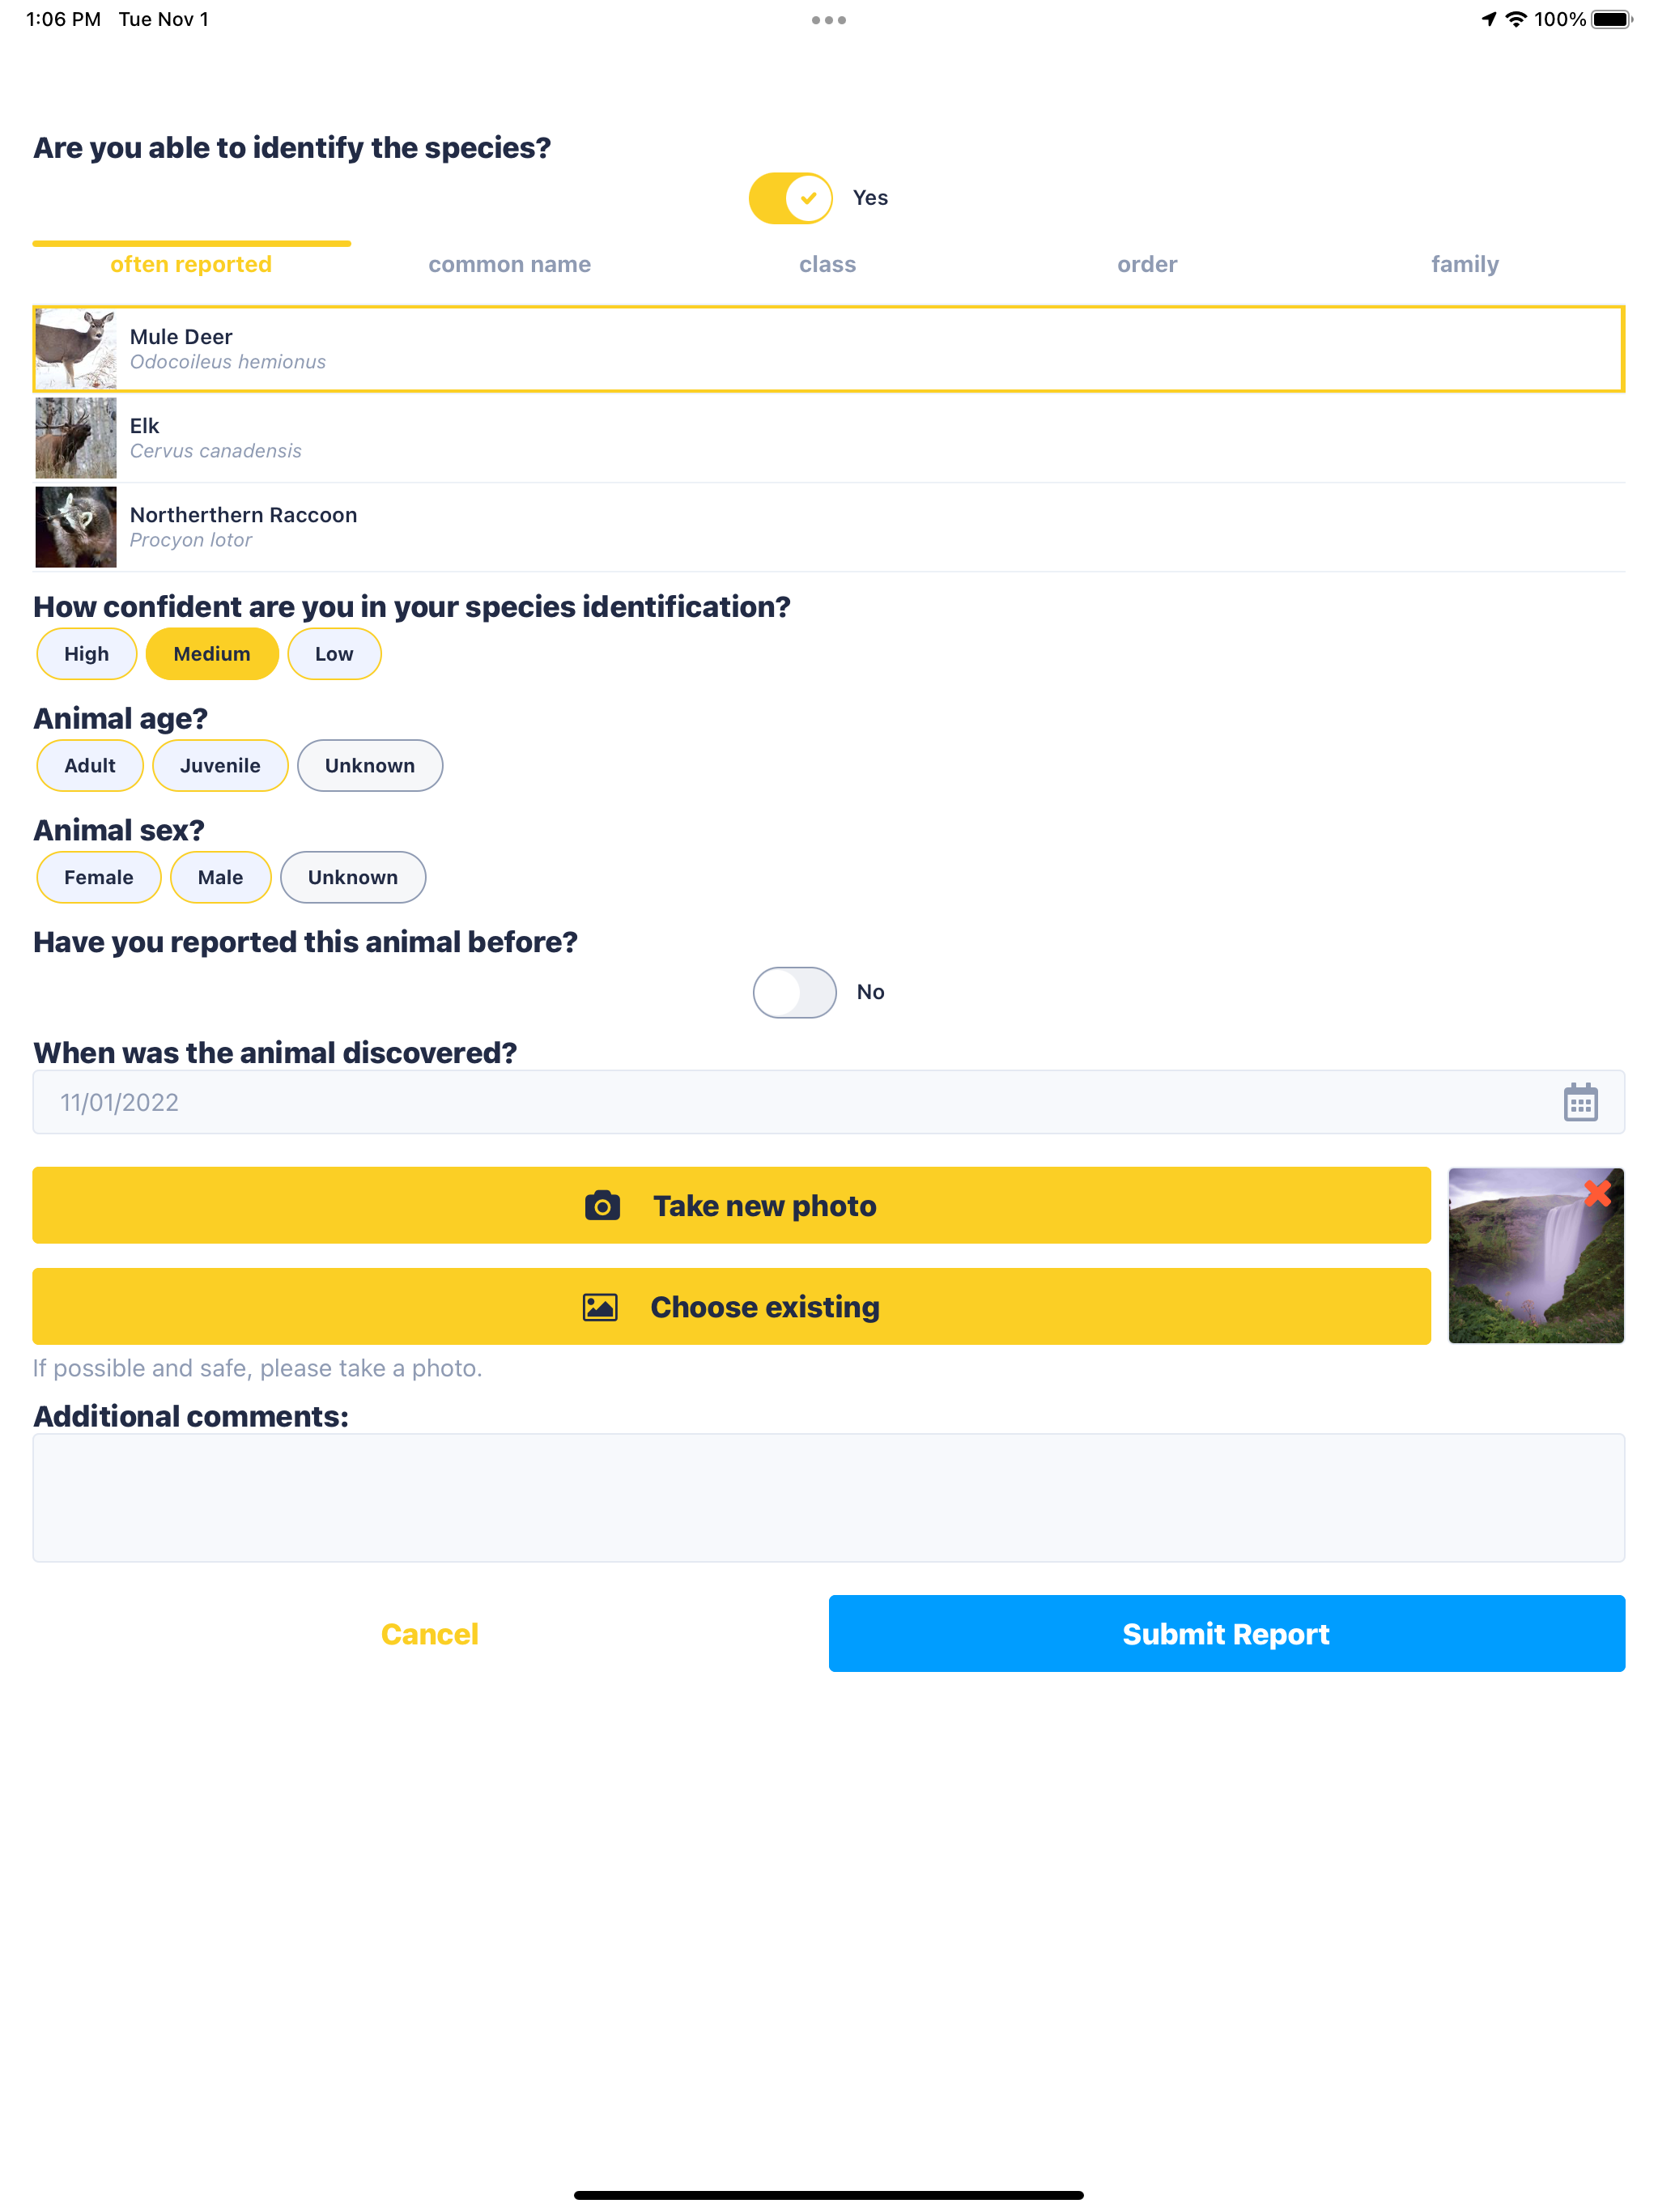 1:06 PM Tue Nov 1
100%
Are you able to identify the species?
Yes
often reported common name class order family
Mule Deer
Odocoileus hemionus
Elk
Cervus canadensis
Northerthern Raccoon
Procyon lotor
How confident are you in your species identification?
High Medium Low
Animal age?
Adult Juvenile Unknown
Animal sex?
Female Male Unknown
Have you reported this animal before?
No
When was the animal discovered?
11/01/2022
Take new photo
Choose existing
If possible and safe, please take a photo.
Additional comments:
Cancel Submit Report